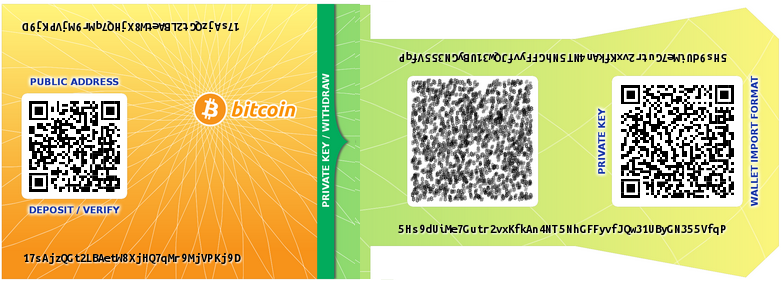 17sAjzQGt2LBAetW8XjHQ7qMr9MjVPKj9D
PUBLIC ADDRESS
bitcoin
DEPOSIT / VERIFY
17sAjzQGt2LBAetW8XjHQ7qMr9MjVPKj9D
PRIVATE KEY / WITHDRAW
5Hs9dUiMe7Gutr2vxKfkAn4NT5NhGFFyvfJQw31UByGN355VfqP
PRIVATE KEY
WALLET IMPORT FORMAT
5Hs9dUiMe7Gutr2vxKfkAn4NT5NhGFFyvfJQw31UByGN355VfqP